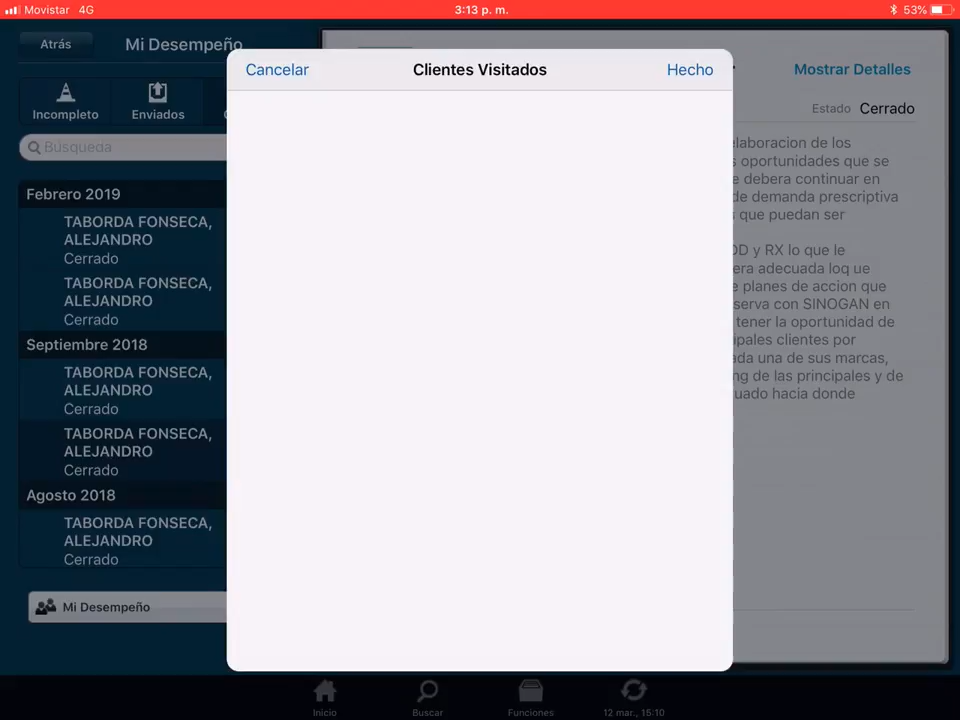 Movistar 4G
3:13 p. m.
53%
Atrás
Mi Desempeño
Incompleto
Enviados
Búsqueda
Febrero 2019
TABORDA FONSECA,
ALEJANDRO
Cerrado
TABORDA FONSECA,
ALEJANDRO
Cerrado
Septiembre 2018
TABORDA FONSECA,
ALEJANDRO
Cerrado
TABORDA FONSECA,
ALEJANDRO
Cerrado
Agosto 2018
TABORDA FONSECA,
ALEJANDRO
Cerrado
Mi Desempeño
Cancelar
Clientes Visitados
Hecho
Mostrar Detalles
Estado Cerrado
elaboracion de los
oportunidades que se
debera continuar en
de demanda prescriptiva
que puedan ser
OD y RX lo que le
era adecuada loq ue
planes de accion que
serva con SINOGAN en
tener la oportunidad de
ipales clientes por
ada una de sus marcas,
ng de las principales y de
uado hacia donde
Inicio
Buscar
Funciones
12 mar., 15:10